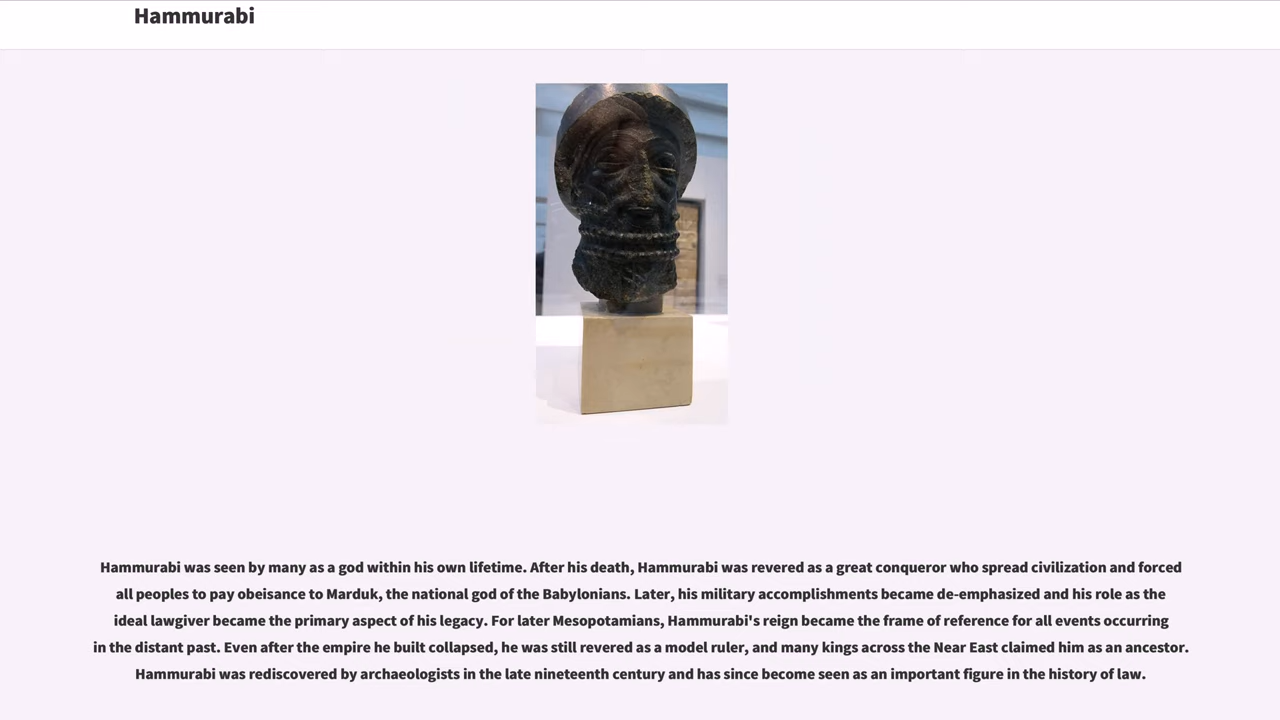 Hammurabi
Hammurabi was seen by many as a god within his own lifetime. After his death, Hammurabi was revered as a great conqueror who spread civilization and forced
all peoples to pay obeisance to Marduk, the national god of the Babylonians. Later, his military accomplishments became de-emphasized and his role as the
ideal lawgiver became the primary aspect of his legacy. For later Mesopotamians, Hammurabi's reign became the frame of reference for all events occurring
in the distant past. Even after the empire he built collapsed, he was still revered as a model ruler, and many kings across the Near East claimed him as an ancestor.
Hammurabi was rediscovered by archaeologists in the late nineteenth century and has since become seen as an important figure in the history of law.